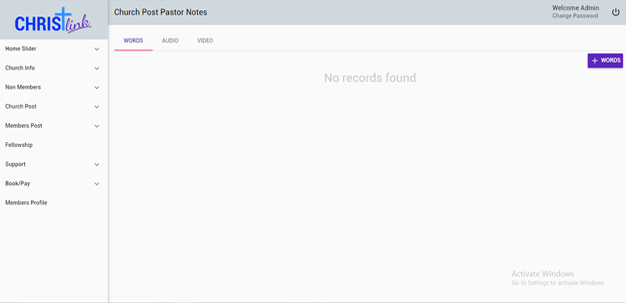 CHRISTlink
Church Post Pastor Notes
Welcome Admin
Change Password
Home Slider
Church Info
Non Members
Church Post
Members Post
Fellowship
Support
Book/Pay
Members Profile
WORDS
AUDIO
VIDEO
+ WORDS
No records found
Activate Windows
Go to Settings to activate Windows.